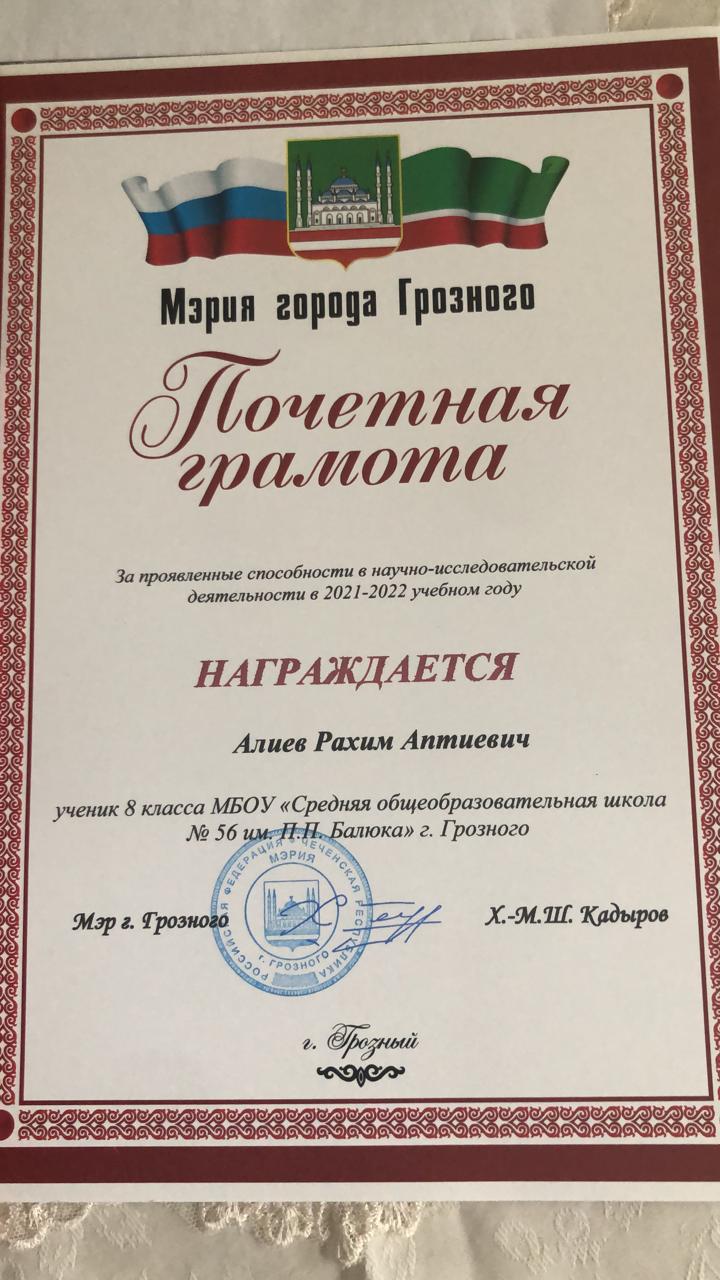 Мэрия города Грозного
Почетная
грамота
За проявленные способности в научно-исследовательской
деятельности в 2021-2022 учебном году
НАГРАЖДАЕТСЯ
Алиев Рахим Аптиевич
ученик 8 класса МБОУ «Средняя общеобразовательная школа
№ 56 им. П.П. Балюка» г. Грозного
РОССИЙСКАЯ ФЕДЕРАЦИЯ ЧЕЧЕНСКАЯ РЕСПУБЛИКА
МЭРИЯ
г. ГРОЗНОГО
Мэр г. Грозного Х.-М.Ш. Кадыров
г. Грозный